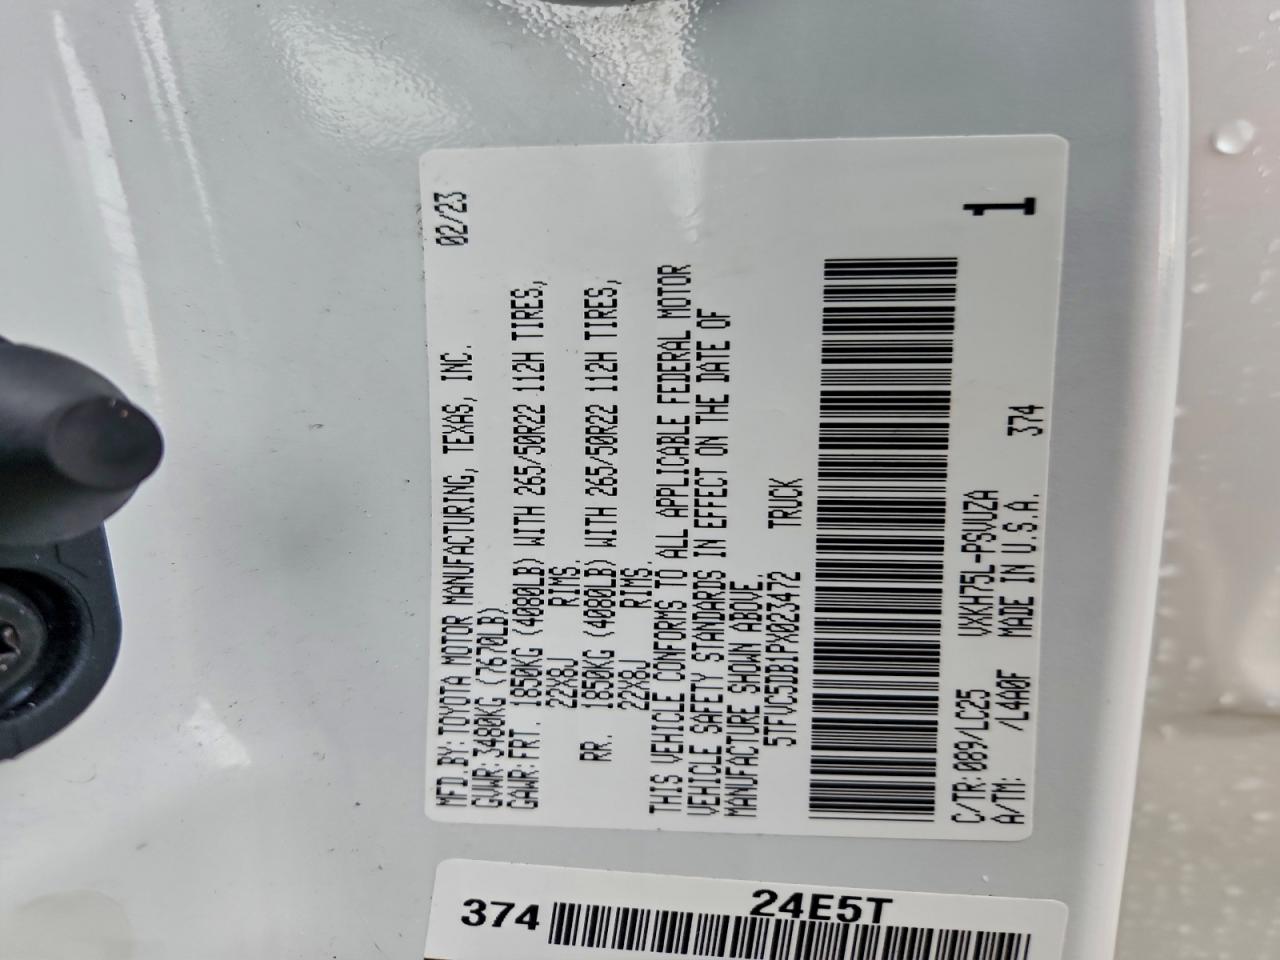 MFD BY: TOYOTA MOTOR MANUFACTURING, TEXAS, INC. 02/23
GVWR: 3480KG (7670LB)
GAWR: FRT. 1850KG (4080LB) WITH 265/50R22 112H TIRES,
22X8J RIMS.
RR. 1850KG (4080LB) WITH 265/50R22 112H TIRES,
22X8J RIMS.
THIS VEHICLE CONFORMS TO ALL APPLICABLE FEDERAL MOTOR
VEHICLE SAFETY STANDARDS IN EFFECT ON THE DATE OF
MANUFACTURE SHOWN ABOVE.
5TFVC5DB1PX023472 TRUCK
C/TR: 089/LC25 VXKH75L-PSVUZA
A/TM: /L4A0F MADE IN U.S.A. 374
1
374 24E5T